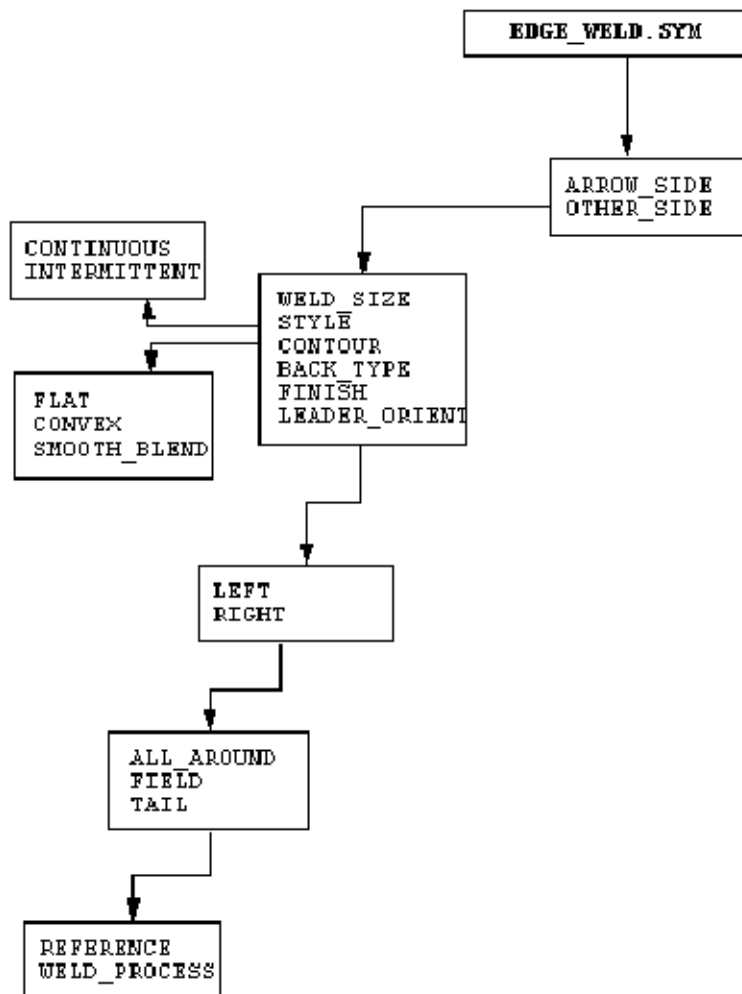 EDGE_WELD.SYM
ARROW_SIDE
OTHER_SIDE
CONTINUOUS
INTERMITTENT
WELD_SIZE
STYLE
CONTOUR
BACK_TYPE
FINISH
LEADER_ORIENT
FLAT
CONVEX
SMOOTH_BLEND
LEFT
RIGHT
ALL_AROUND
FIELD
TAIL
REFERENCE
WELD_PROCESS